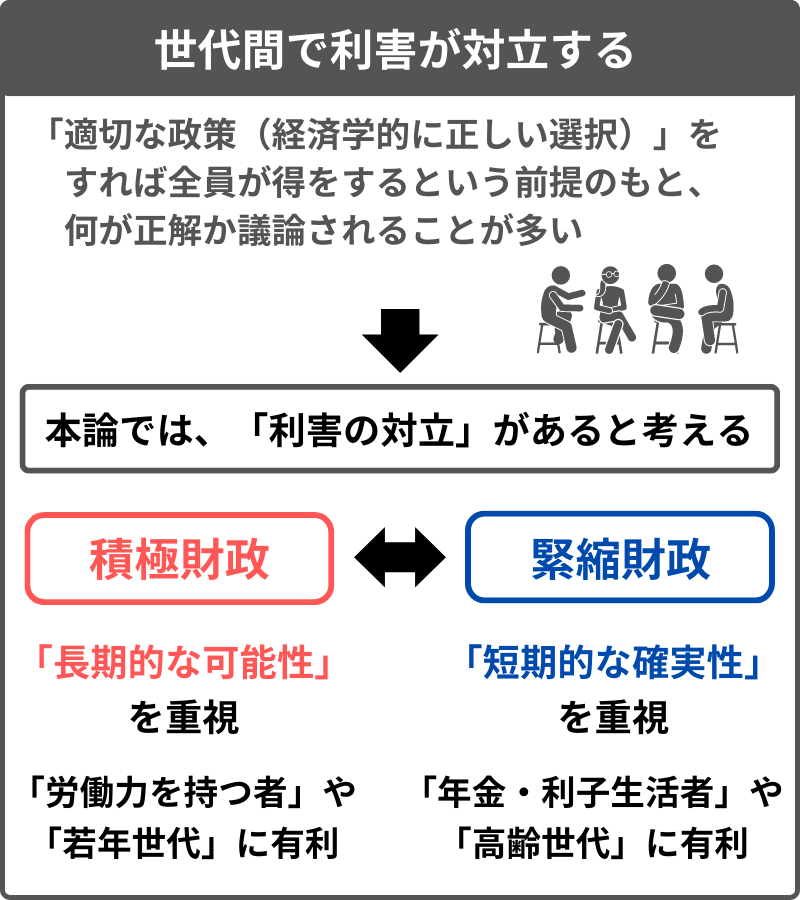 世代間で利害が対立する
「適切な政策（経済学的に正しい選択）」を
すれば全員が得をするという前提のもと、
何が正解か議論されることが多い
本論では、「利害の対立」があると考える
積極財政
「長期的な可能性」
を重視
「労働力を持つ者」や
「若年世代」に有利
緊縮財政
「短期的な確実性」
を重視
「年金・利子生活者」や
「高齢世代」に有利